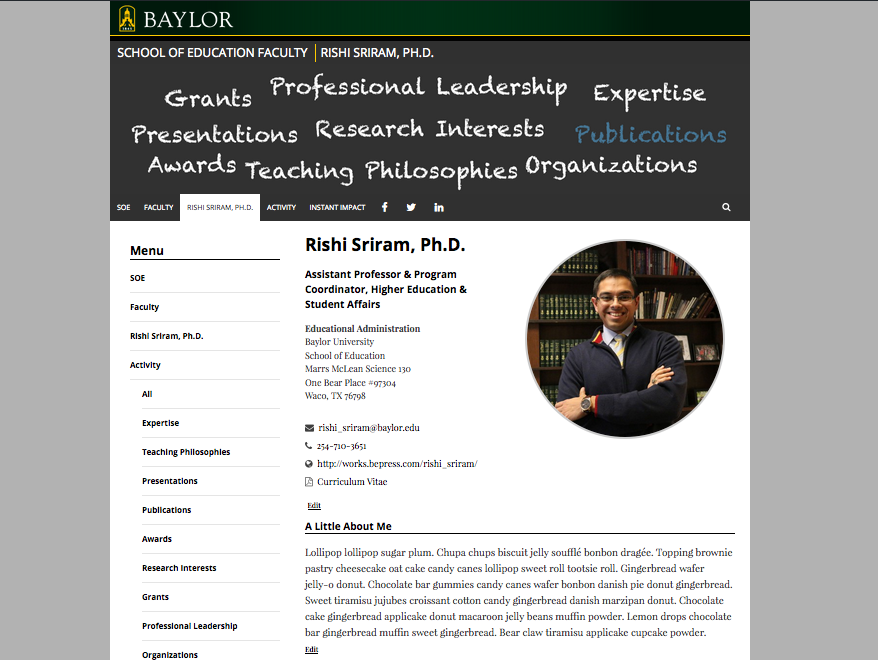 BAYLOR
SCHOOL OF EDUCATION FACULTY | RISHI SRIRAM, PH.D.
Grants Professional Leadership Expertise
Presentations Research Interests Publications
Awards Teaching Philosophies Organizations
SOE FACULTY RISHI SRIRAM, PH.D. ACTIVITY INSTANT IMPACT
Menu
SOE
Faculty
Rishi Sriram, Ph.D.
Activity
All
Expertise
Teaching Philosophies
Presentations
Publications
Awards
Research Interests
Grants
Professional Leadership
Organizations
Rishi Sriram, Ph.D.
Assistant Professor & Program
Coordinator, Higher Education &
Student Affairs
Educational Administration
Baylor University
School of Education
Marrs McLean Science 130
One Bear Place #97304
Waco, TX 76798
rishi_sriram@baylor.edu
254-710-3651
http://works.bepress.com/rishi_sriram/
Curriculum Vitae
Edit
A Little About Me
Lollipop lollipop sugar plum. Chupa chups biscuit jelly soufflé bonbon dragée. Topping brownie
pastry cheesecake oat cake candy canes lollipop sweet roll tootsie roll. Gingerbread wafer
jelly-o donut. Chocolate bar gummies candy canes wafer bonbon danish pie donut gingerbread.
Sweet tiramisu jujubes croissant cotton candy gingerbread danish marzipan donut. Chocolate
cake gingerbread applicake donut macaroon jelly beans muffin powder. Lemon drops chocolate
bar gingerbread muffin sweet gingerbread. Bear claw tiramisu applicake cupcake powder.
Edit